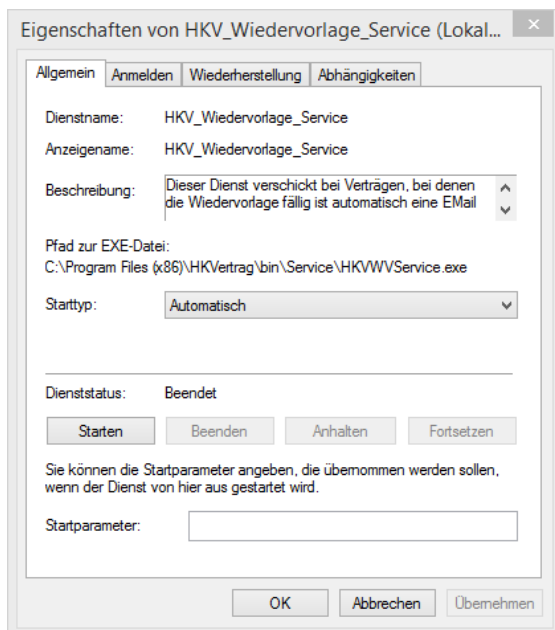 Eigenschaften von HKV_Wiedervorlage_Service (Lokal...
Allgemein Anmelden Wiederherstellung Abhängigkeiten
Dienstname: HKV_Wiedervorlage_Service
Anzeigename: HKV_Wiedervorlage_Service
Beschreibung: Dieser Dienst verschickt bei Verträgen, bei denen
die Wiedervorlage fällig ist automatisch eine EMail
Pfad zur EXE-Datei:
C:\Program Files (x86)\HKVertrag\bin\Service\HKVWVService.exe
Starttyp: Automatisch
Dienststatus: Beendet
Starten Beenden Anhalten Fortsetzen
Sie können die Startparameter angeben, die übernommen werden sollen,
wenn der Dienst von hier aus gestartet wird.
Startparameter:
OK Abbrechen Übernehmen